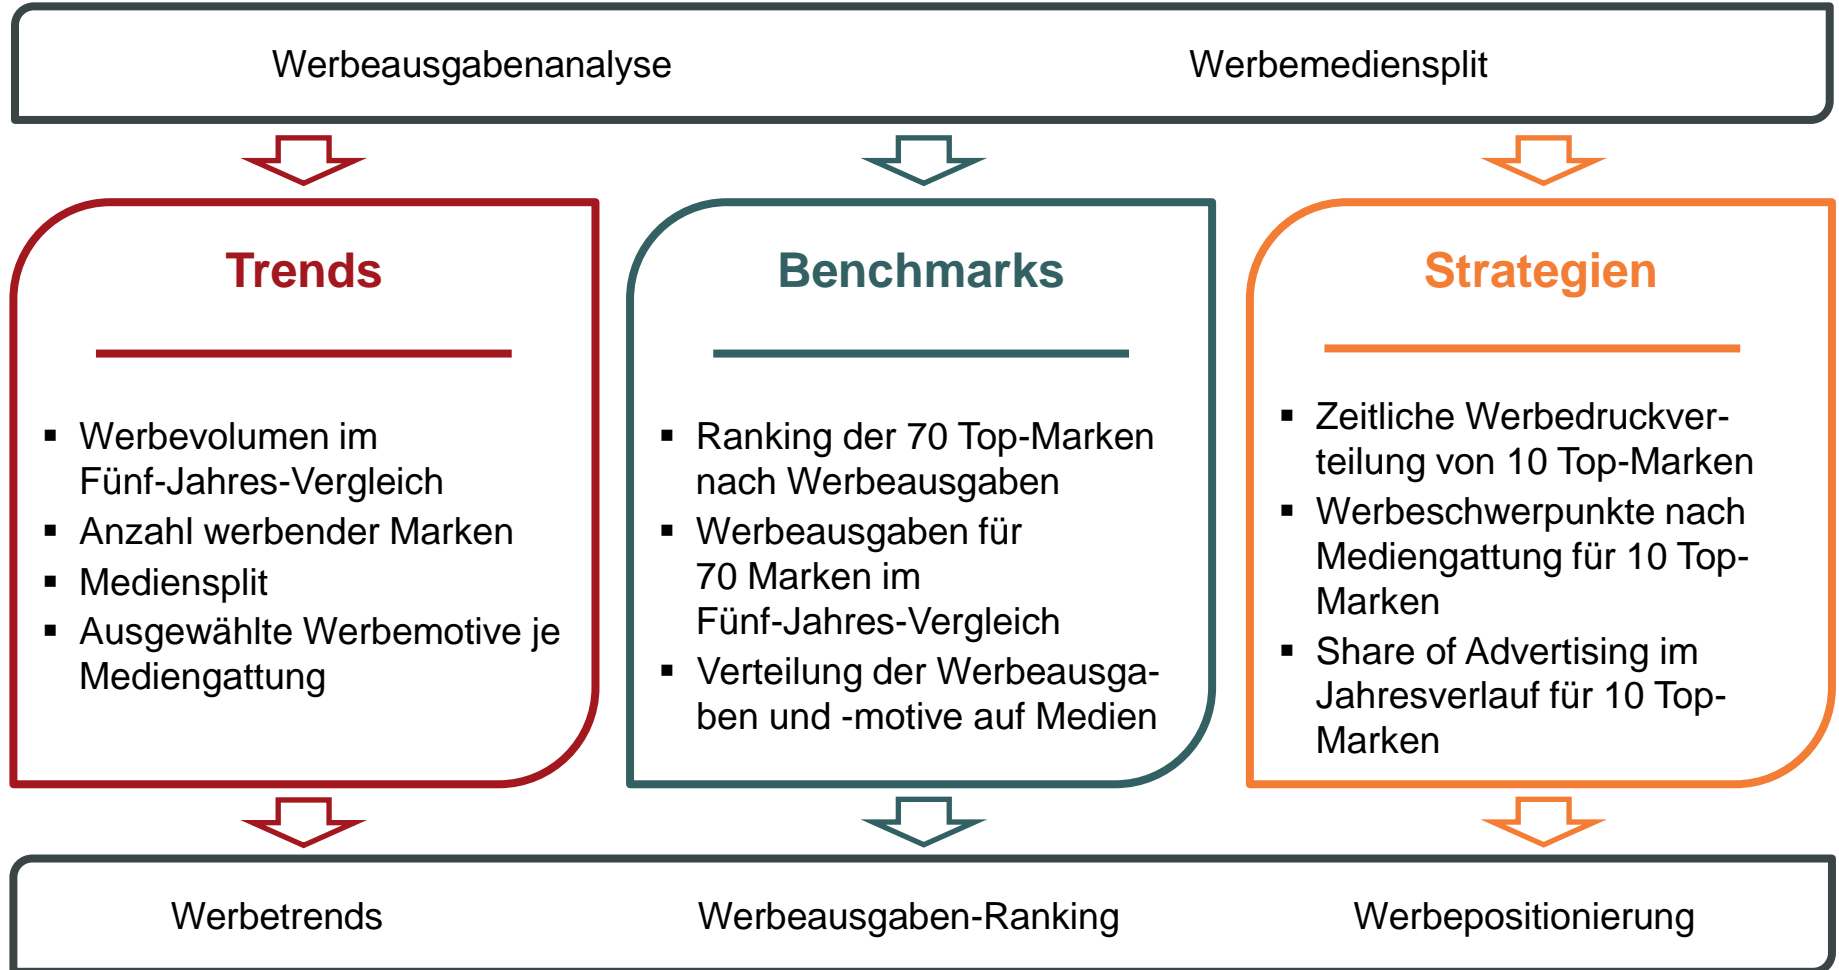 Werbeausgabenanalyse
Werbemediensplit
Trends
▪ Werbevolumen im
Fünf-Jahres-Vergleich
▪ Anzahl werbender Marken
▪ Mediensplit
▪ Ausgewählte Werbemotive je
Mediengattung
Benchmarks
▪ Ranking der 70 Top-Marken
nach Werbeausgaben
▪ Werbeausgaben für
70 Marken im
Fünf-Jahres-Vergleich
▪ Verteilung der Werbeausga-
ben und -motive auf Medien
Strategien
▪ Zeitliche Werbedruckver-
teilung von 10 Top-Marken
▪ Werbeschwerpunkte nach
Mediengattung für 10 Top-
Marken
▪ Share of Advertising im
Jahresverlauf für 10 Top-
Marken
Werbetrends
Werbeausgaben-Ranking
Werbepositionierung